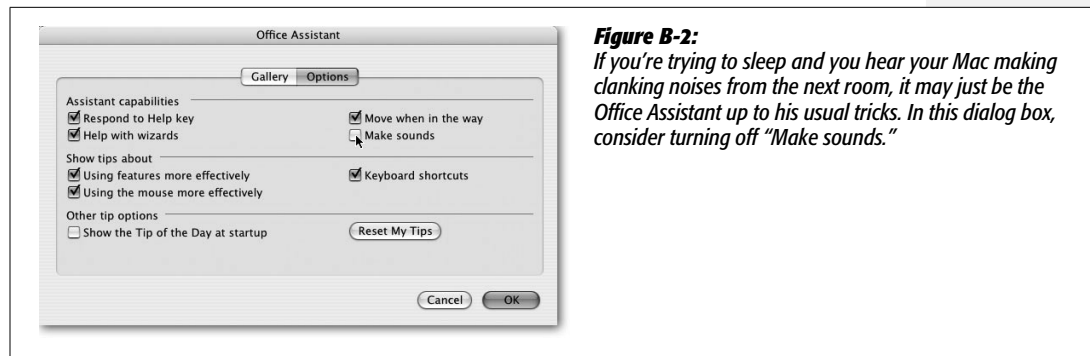 Office Assistant
Gallery Options
Assistant capabilities
Respond to Help key
Move when in the way
Help with wizards
Make sounds
Show tips about
Using features more effectively
Keyboard shortcuts
Using the mouse more effectively
Other tip options
Show the Tip of the Day at startup
Reset My Tips
Cancel OK
Figure B-2:
If you’re trying to sleep and you hear your Mac making
clanking noises from the next room, it may just be the
Office Assistant up to his usual tricks. In this dialog box,
consider turning off “Make sounds.”